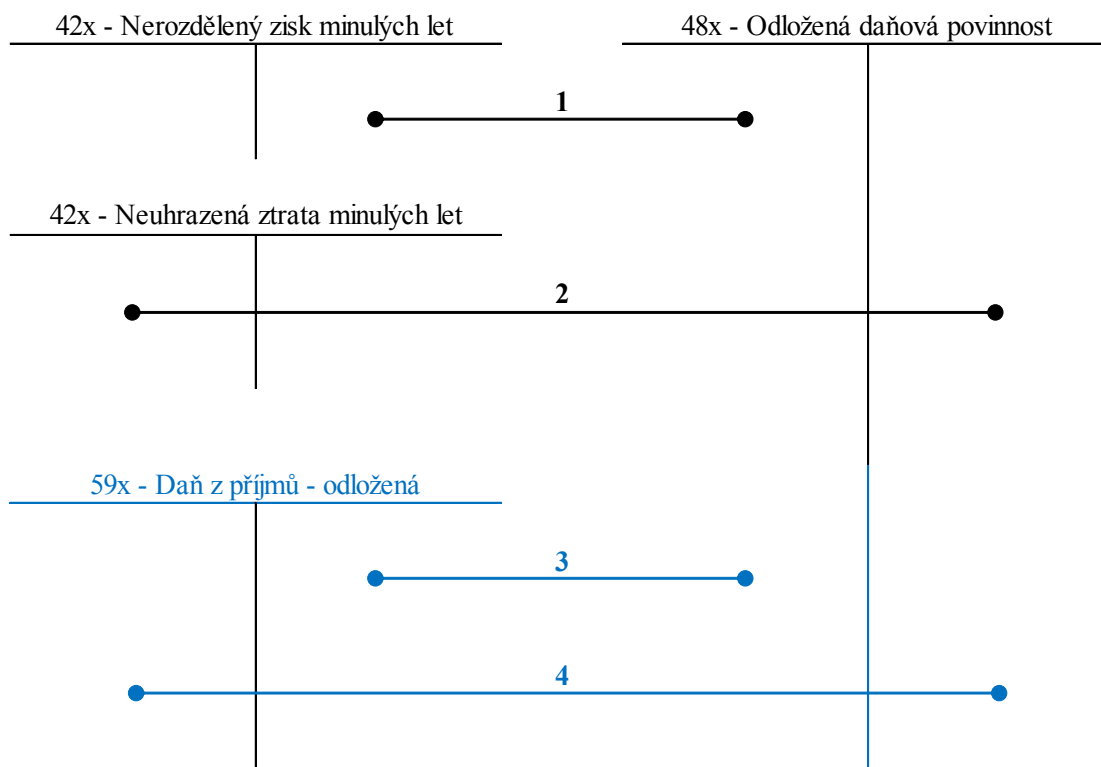 42x - Nerozdělený zisk minulých let
48x - Odložená daňová povinnost
1
42x - Neuhrazená ztrata minulých let
2
59x - Daň z příjmů - odložená
3
4